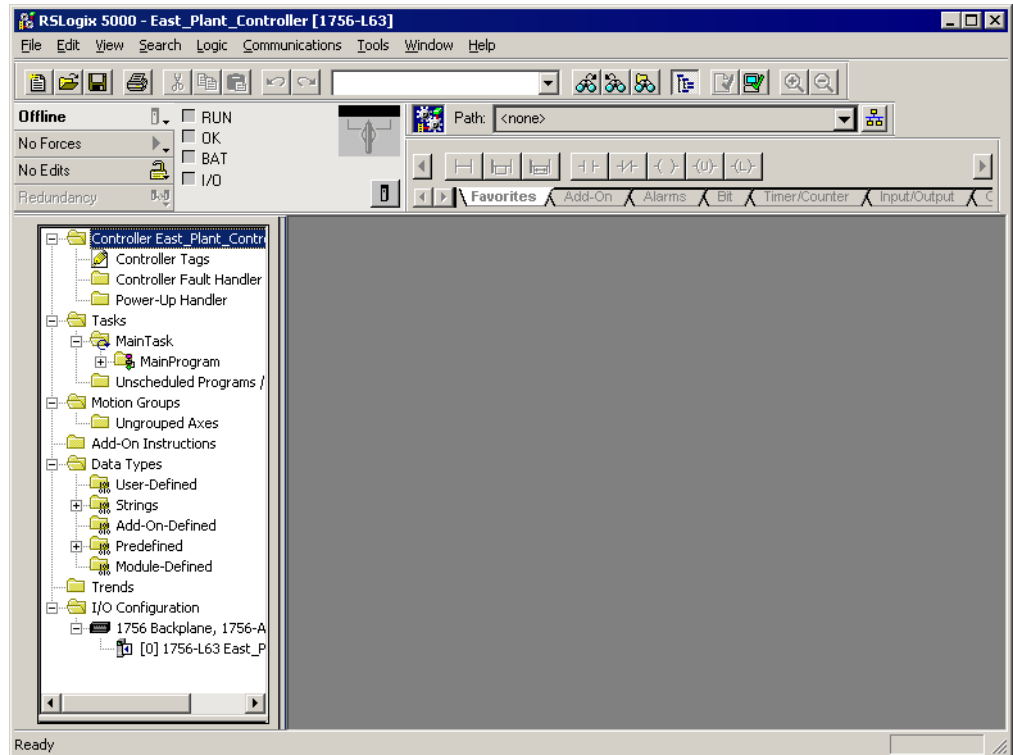 RSLogix 5000 - East_Plant_Controller [1756-L63]
File Edit View Search Logic Communications Tools Window Help
Offline
RUN
Path: <none>
No Forces
OK
No Edits
BAT
Redundancy
I/O
Favorites Add-On Alarms Bit Timer/Counter Input/Output C
Controller East_Plant_Contr
Controller Tags
Controller Fault Handler
Power-Up Handler
Tasks
MainTask
MainProgram
Unscheduled Programs /
Motion Groups
Ungrouped Axes
Add-On Instructions
Data Types
User-Defined
Strings
Add-On-Defined
Predefined
Module-Defined
Trends
I/O Configuration
1756 Backplane, 1756-A
[0] 1756-L63 East_P
Ready